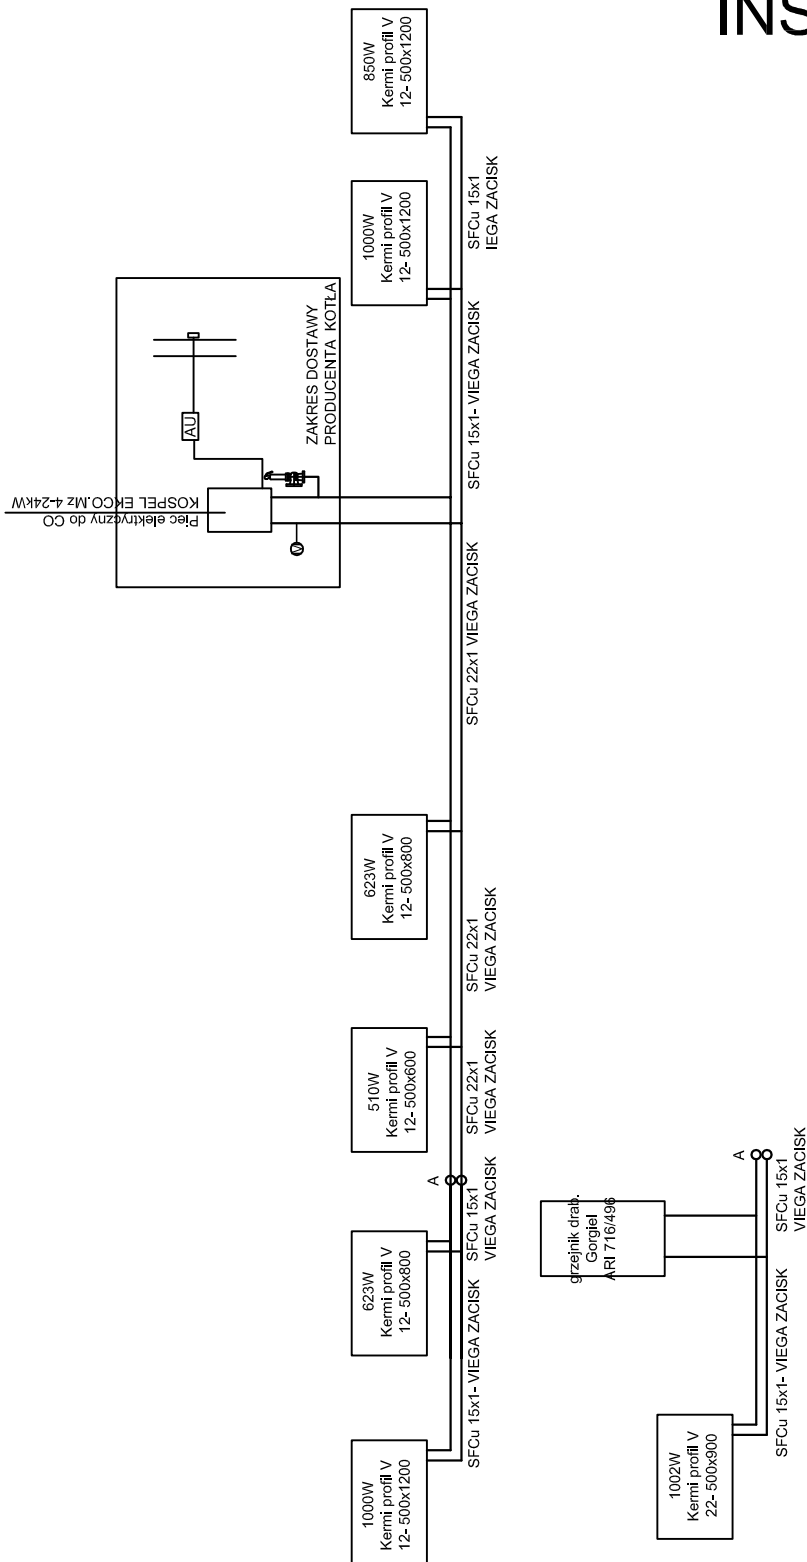 INS
850W
Kermi profil V
12- 500x1200
SFCu 15x1
IEGA ZACISK
1000W
Kermi profil V
12- 500x1200
SFCu 15x1- VIEGA ZACISK
ZAKRES DOSTAWY
PRODUCENTA KOTŁA
AU
Piec elektryczny do CO
KOSPEL EKCO.Mz 4-24kW
SFCu 22x1 VIEGA ZACISK
623W
Kermi profil V
12- 500x800
SFCu 22x1
VIEGA ZACISK
510W
Kermi profil V
12- 500x600
SFCu 22x1
VIEGA ZACISK
A
SFCu 15x1
VIEGA ZACISK
623W
Kermi profil V
12- 500x800
SFCu 15x1- VIEGA ZACISK
1000W
Kermi profil V
12- 500x1200
A
SFCu 15x1
VIEGA ZACISK
grzejnik drab.
Gorgiel
ARI 716/496
SFCu 15x1- VIEGA ZACISK
1002W
Kermi profil V
22- 500x900